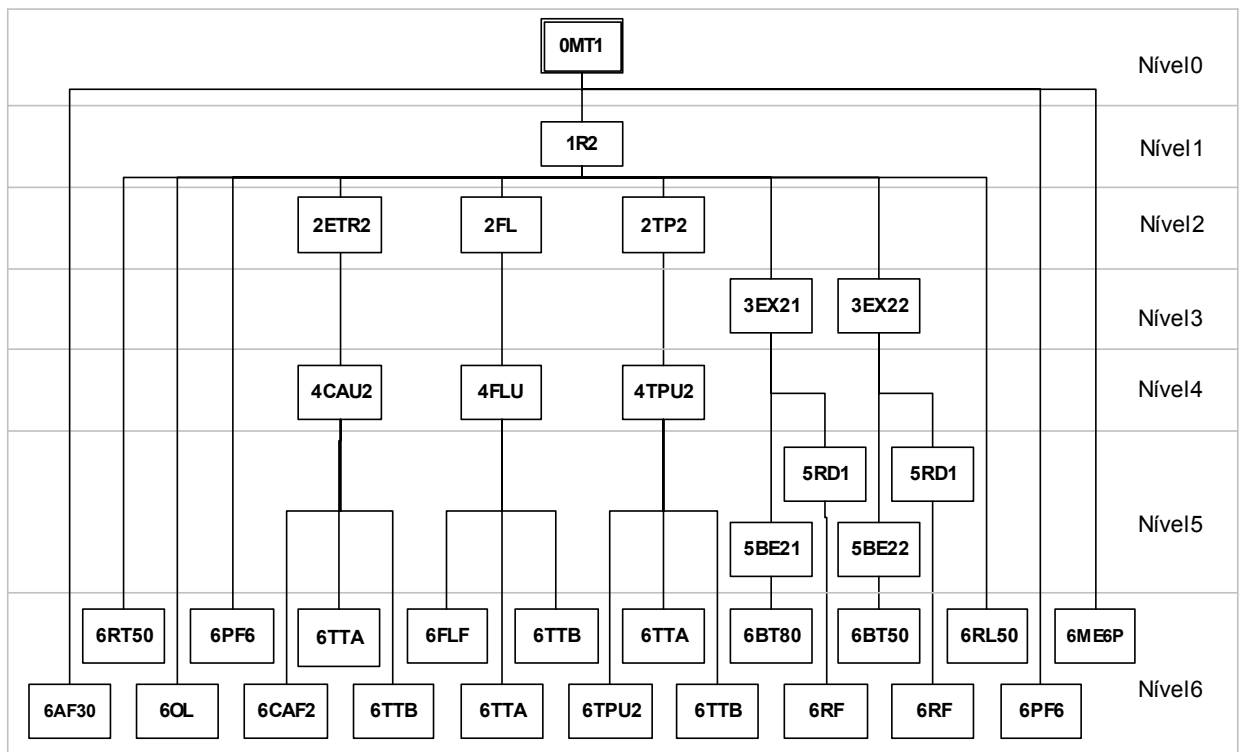 0MT1
Nível0
1R2
Nível1
2ETR2
2FL
2TP2
Nível2
3EX21
3EX22
Nível3
4CAU2
4FLU
4TPU2
Nível4
5RD1
5RD1
5BE21
5BE22
Nível5
6RT50
6PF6
6TTA
6FLF
6TTB
6TTA
6BT80
6BT50
6RL50
6ME6P
6AF30
6OL
6CAF2
6TTB
6TTA
6TPU2
6TTB
6RF
6RF
6PF6
Nível6